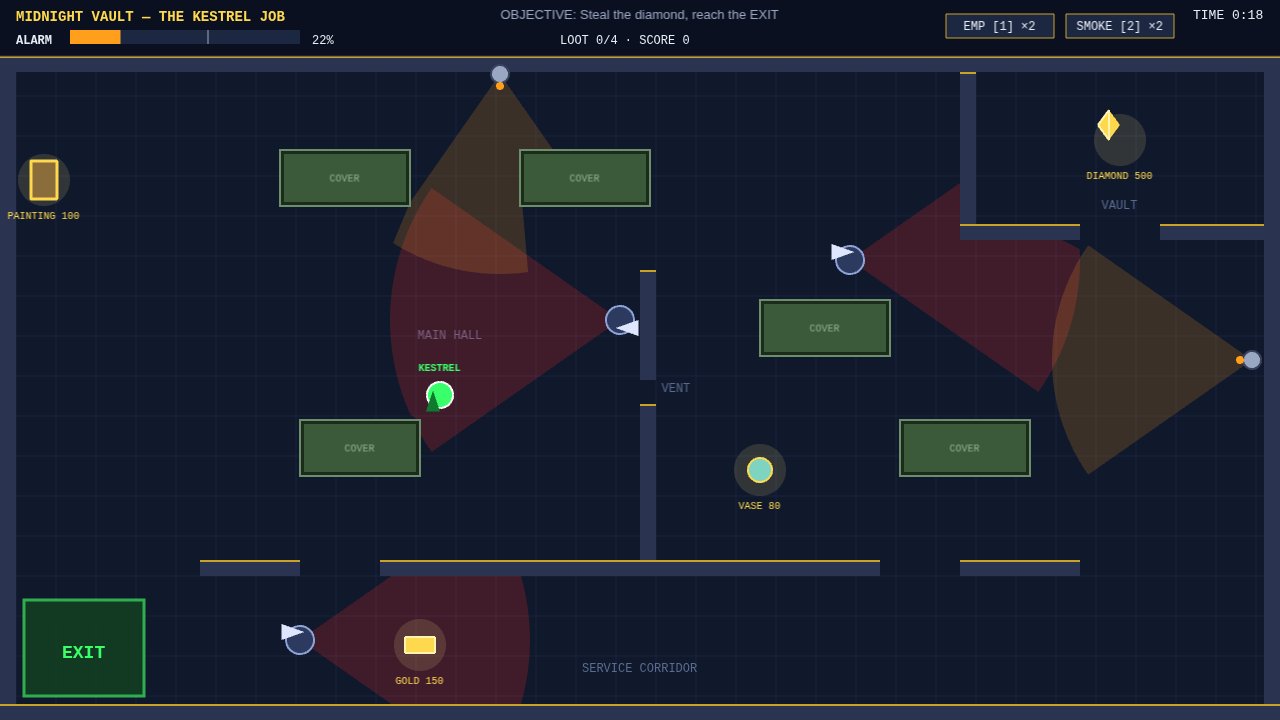 MIDNIGHT VAULT — THE KESTREL JOB
OBJECTIVE: Steal the diamond, reach the EXIT
EMP [1] ×2
SMOKE [2] ×2
TIME 0:18
ALARM
22%
LOOT 0/4 · SCORE 0
COVER
COVER
DIAMOND 500
VAULT
PAINTING 100
COVER
MAIN HALL
KESTREL
VENT
COVER
COVER
VASE 80
EXIT
GOLD 150
SERVICE CORRIDOR